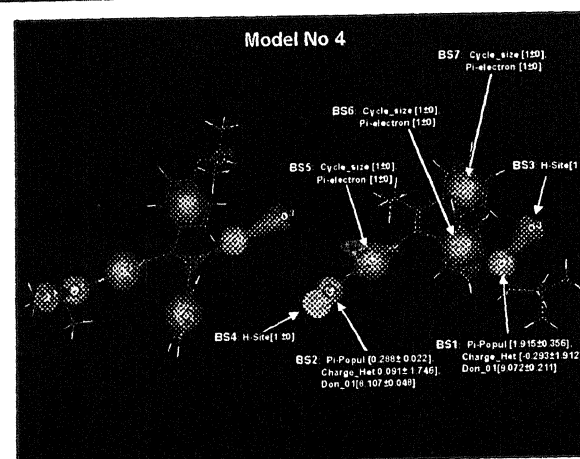 Model No 4
BS7: Cycle_size [1±0],
Pi-electron [1±0]
BS6: Cycle_size [1±0],
Pi-electron [1±0]
BS5: Cycle_size [1±0],
Pi-electron [1±0]
BS3: H-Site[1
BS4: H-Site[1 ±0]
BS2: Pi-Popul [0.288± 0.022],
Charge_Het 0.091± 1.746],
Don_01[8.107±0.048]
BS1: Pi-Popul [1.915±0.356],
Charge_Het [-0.293±1.912
Don_01[9.072±0.211]